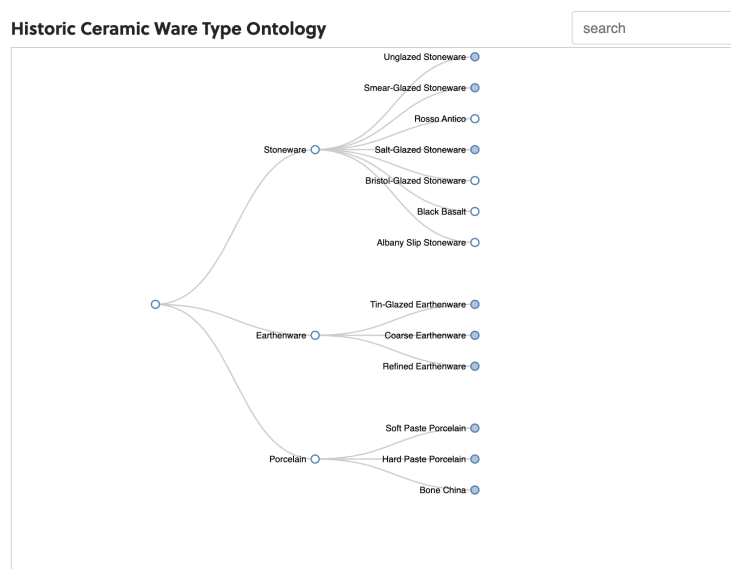 Historic Ceramic Ware Type Ontology
search
Unglazed Stoneware
Smear-Glazed Stoneware
Rosso Antico
Stoneware
Salt-Glazed Stoneware
Bristol-Glazed Stoneware
Black Basalt
Albany Slip Stoneware
Tin-Glazed Earthenware
Earthenware
Coarse Earthenware
Refined Earthenware
Soft Paste Porcelain
Porcelain
Hard Paste Porcelain
Bone China